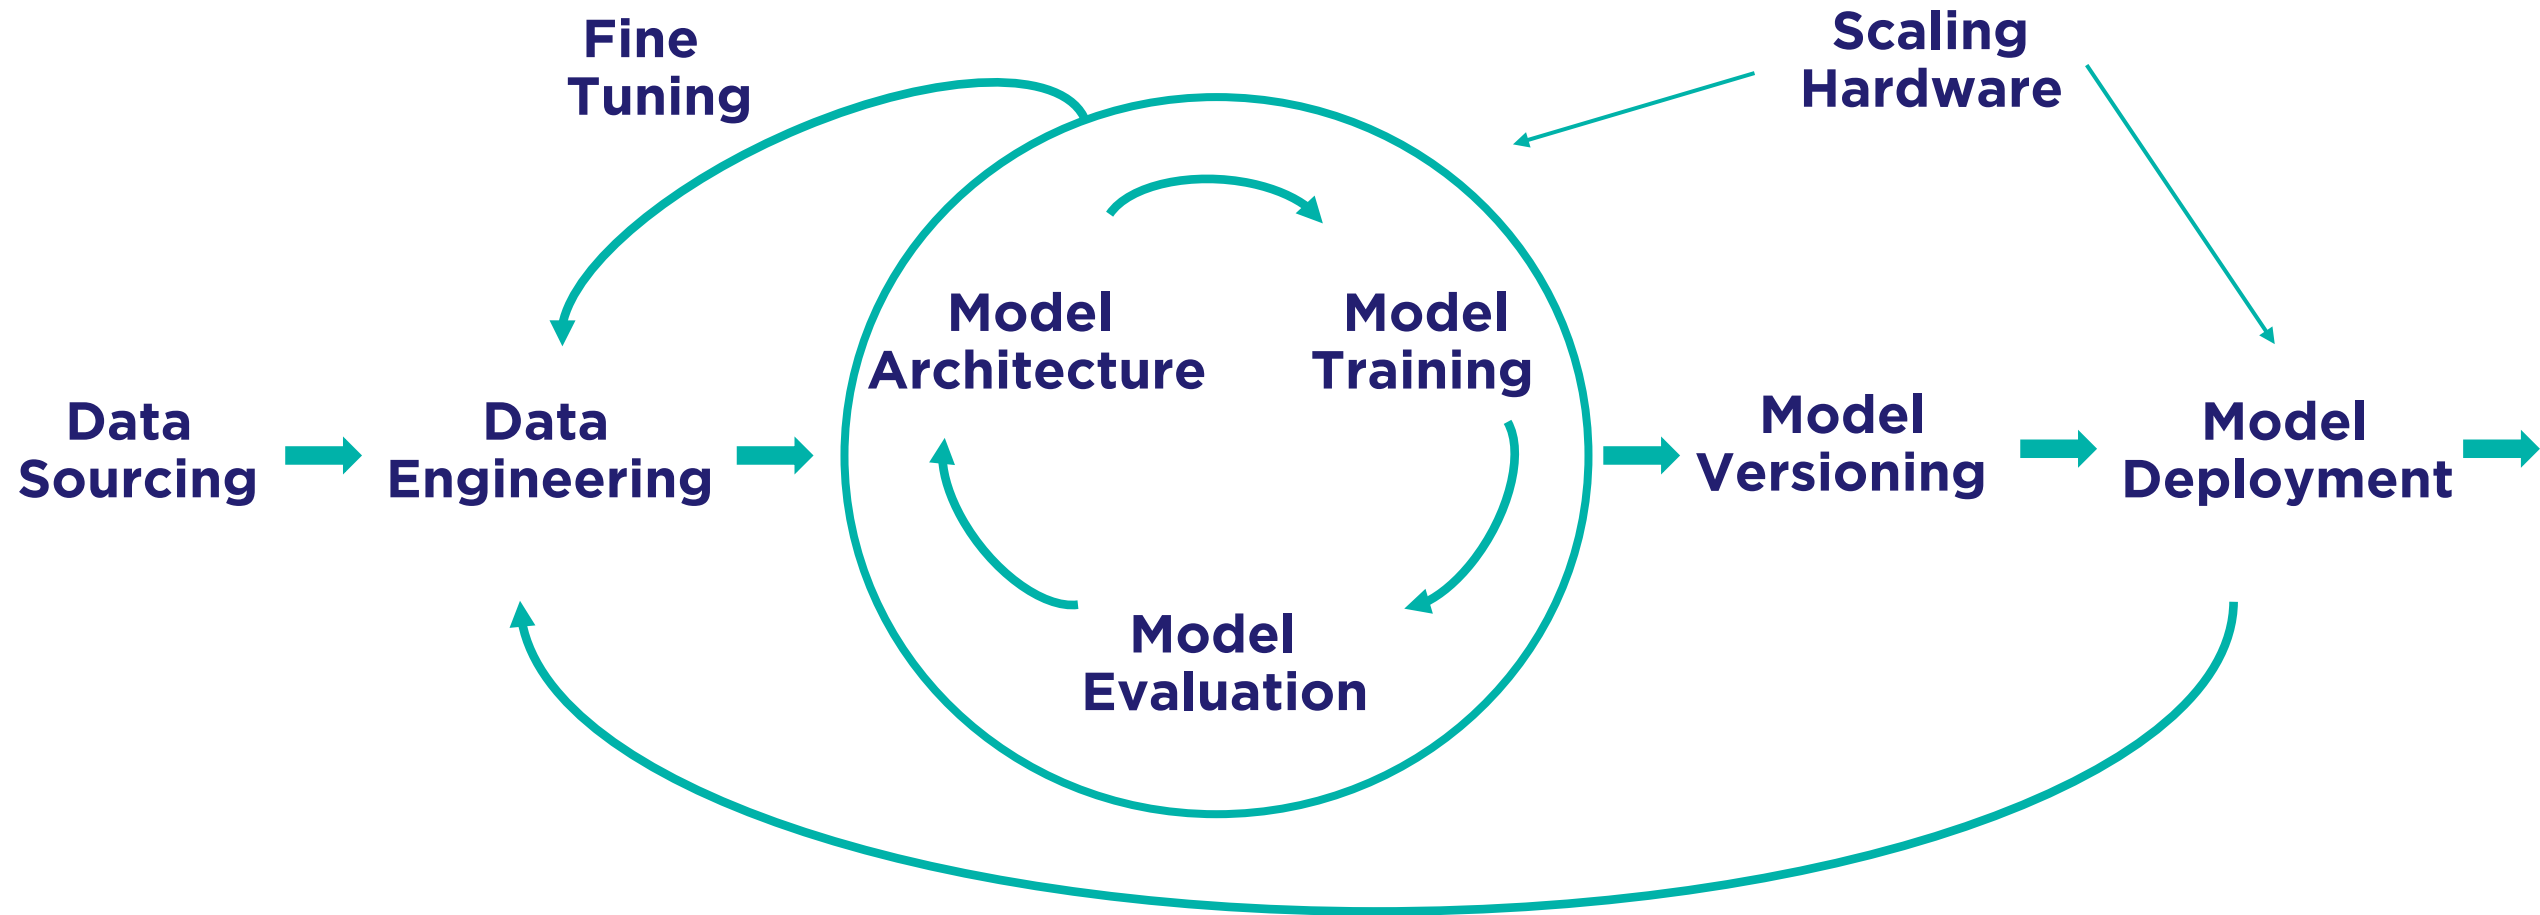 Fine
Tuning
Scaling
Hardware
Model
Architecture
Model
Training
Data
Sourcing
Data
Engineering
Model
Versioning
Model
Deployment
Model
Evaluation